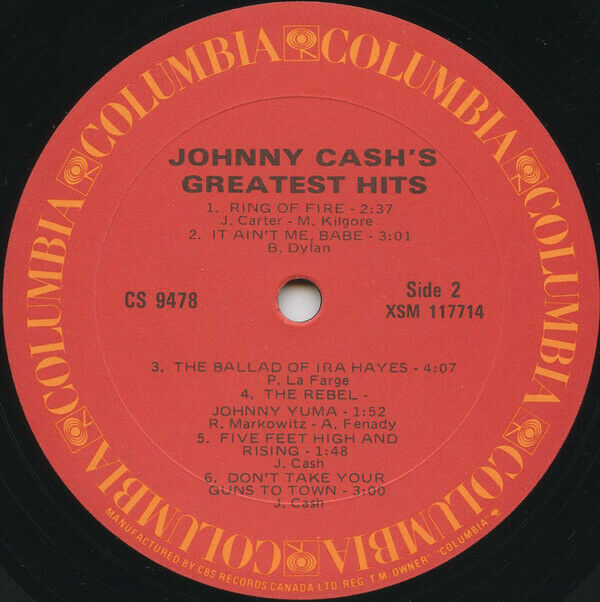 COLUMBIA
COLUMBIA
COLUMBIA
COLUMBIA
COLUMBIA
COLUMBIA
JOHNNY CASH'S
GREATEST HITS
1. RING OF FIRE - 2:37
J. Carter - M. Kilgore
2. IT AIN'T ME, BABE - 3:01
B. Dylan
CS 9478
Side 2
XSM 117714
3. THE BALLAD OF IRA HAYES - 4:07
P. La Farge
4. THE REBEL -
JOHNNY YUMA - 1:52
R. Markowitz - A. Fenady
5. FIVE FEET HIGH AND
RISING - 1:48
J. Cash
6. DON'T TAKE YOUR
GUNS TO TOWN - 3:00
J. Cash
MANUFACTURED BY CBS RECORDS CANADA LTD. REG. T.M. OWNER "COLUMBIA"